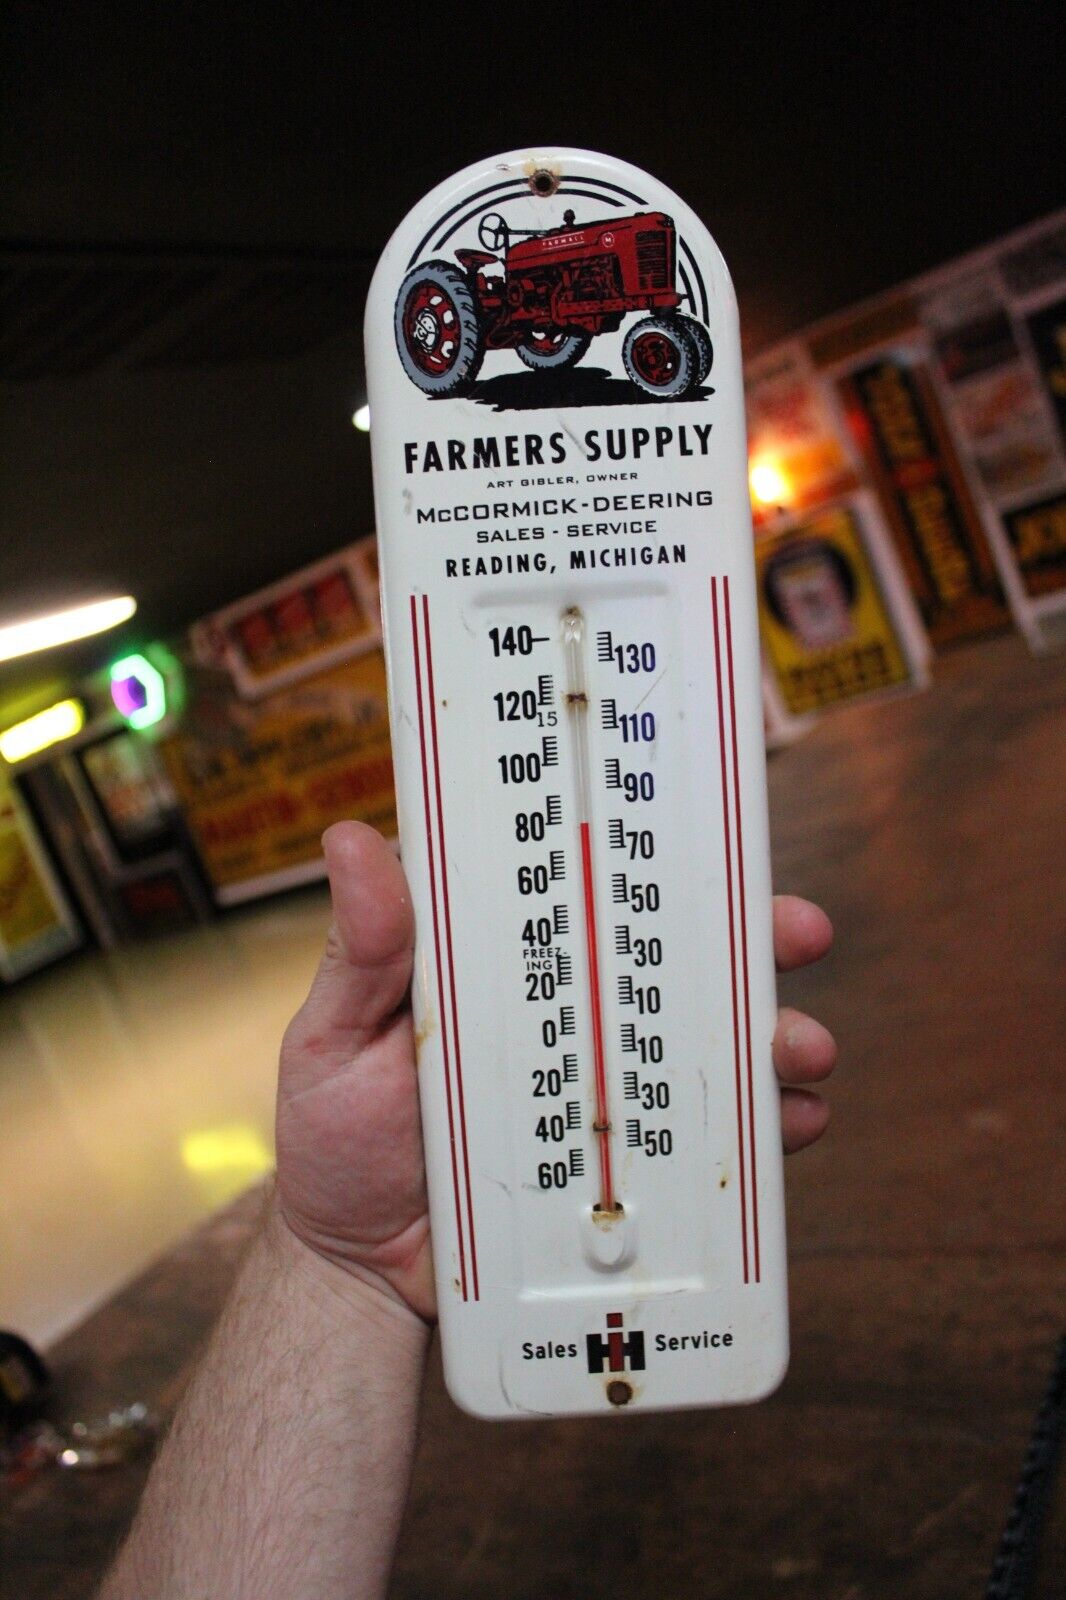 FARMALL M
FARMERS SUPPLY
ART GIBLER, OWNER
McCORMICK-DEERING
SALES - SERVICE
READING, MICHIGAN
140 130
120 15 110
100 90
80 70
60 50
40 30
FREEZ-
ING
20 10
0 10
20 30
40 50
60
Sales IH Service